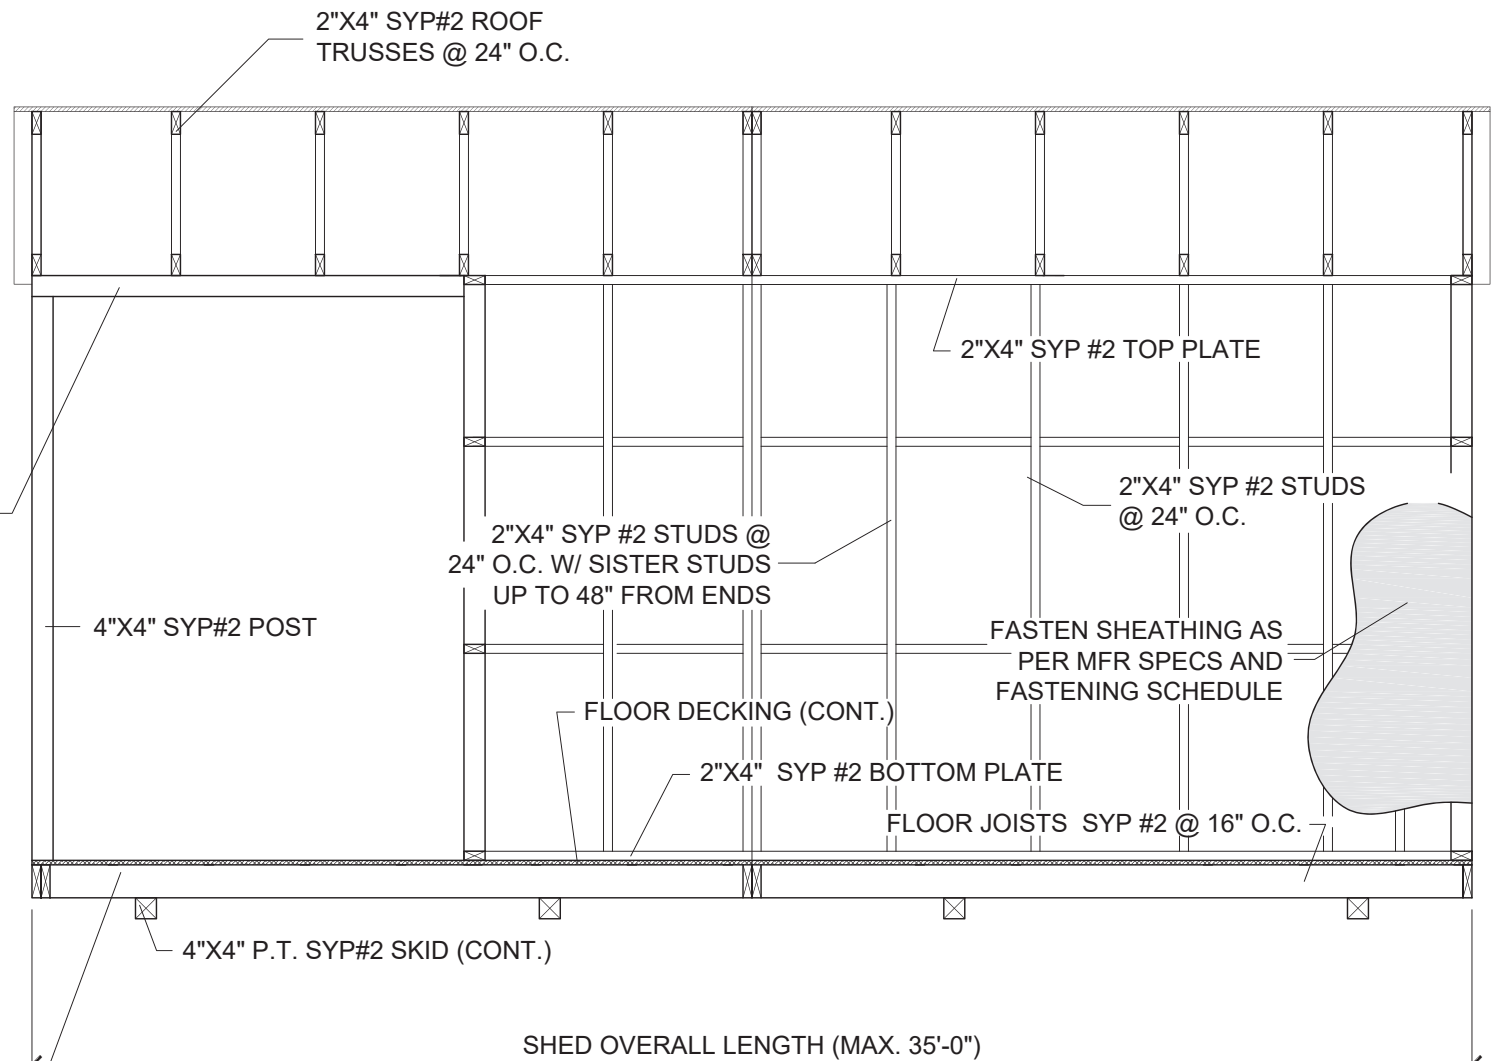 2"X4" SYP#2 ROOF
TRUSSES @ 24" O.C.
2"X4" SYP #2 TOP PLATE
2"X4" SYP #2 STUDS
@ 24" O.C.
2"X4" SYP #2 STUDS @
24" O.C. W/ SISTER STUDS
UP TO 48" FROM ENDS
4"X4" SYP#2 POST
FASTEN SHEATHING AS
PER MFR SPECS AND
FASTENING SCHEDULE
FLOOR DECKING (CONT.)
2"X4" SYP #2 BOTTOM PLATE
FLOOR JOISTS SYP #2 @ 16" O.C.
4"X4" P.T. SYP#2 SKID (CONT.)
SHED OVERALL LENGTH (MAX. 35'-0")